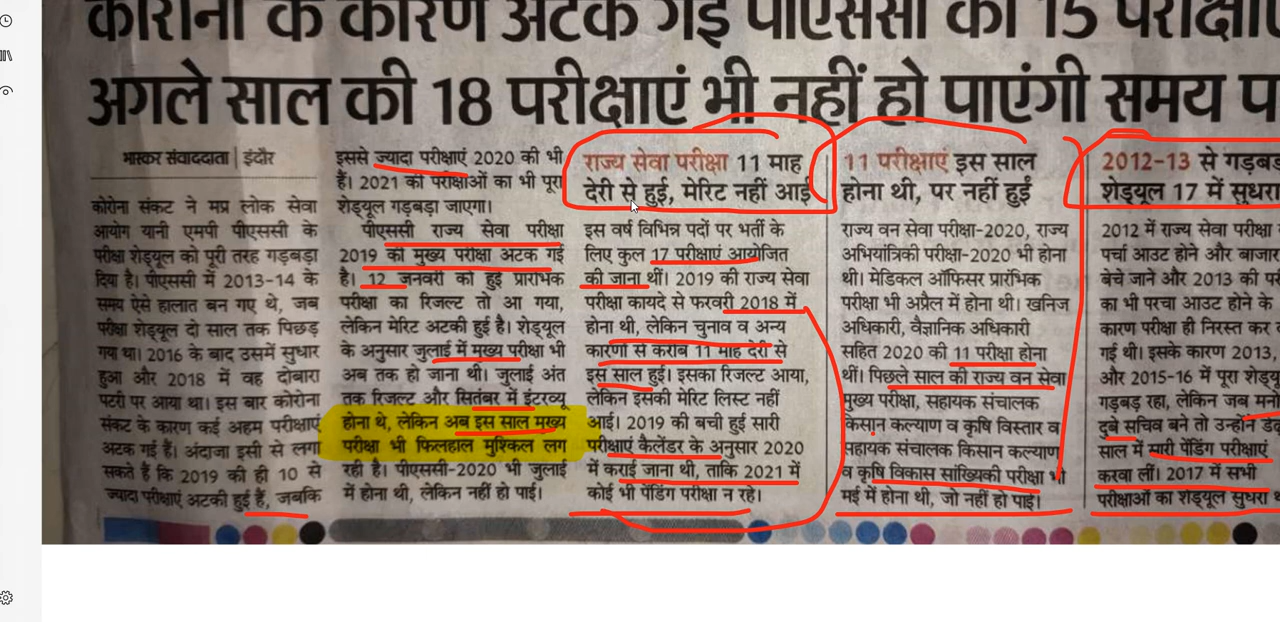 कोरोना के कारण अटक गई पीएससी की 15 परीक्षाएं
अगले साल की 18 परीक्षाएं भी नहीं हो पाएंगी समय
भास्कर संवाददाता | इंदौर
कोरोना संकट ने मप्र लोक सेवा
आयोग यानी एमपी पीएससी के
परीक्षा शेड्यूल को पूरी तरह गड़बड़ा
दिया है। पीएससी में 2013-14 के
समय ऐसे हालात बन गए थे, जब
परीक्षा शेड्यूल दो साल तक पिछड़
गया था। 2016 के बाद उसमें सुधार
हुआ और 2018 में वह दोबारा
पटरी पर आया था। इस बार कोरोना
संकट के कारण कई अहम परीक्षाएं
अटक गई हैं। अंदाजा इसी से लगा
सकते हैं कि 2019 की ही 10 से
ज्यादा परीक्षाएं अटकी हुई हैं, जबकि
इससे ज्यादा परीक्षाएं 2020 की भी
हैं। 2021 की परीक्षाओं का भी पूरा
शेड्यूल गड़बड़ा जाएगा।
पीएससी राज्य सेवा परीक्षा
2019 की मुख्य परीक्षा अटक गई
है। 12 जनवरी को हुई प्रारंभिक
परीक्षा का रिजल्ट तो आ गया,
लेकिन मेरिट अटकी हुई है। शेड्यूल
के अनुसार जुलाई में मुख्य परीक्षा भी
अब तक हो जाना थी। जुलाई अंत
तक रिजल्ट और सितंबर में इंटरव्यू
होना थे, लेकिन अब इस साल मुख्य
परीक्षा भी फिलहाल मुश्किल लग
रही है। पीएससी-2020 भी जुलाई
में होना थी, लेकिन नहीं हो पाई।
राज्य सेवा परीक्षा 11 माह
देरी से हुई, मेरिट नहीं आई
इस वर्ष विभिन्न पदों पर भर्ती के
लिए कुल 17 परीक्षाएं आयोजित
की जाना थीं। 2019 की राज्य सेवा
परीक्षा कायदे से फरवरी 2018 में
होना थी, लेकिन चुनाव व अन्य
कारणों से करीब 11 माह देरी से
इस साल हुई। इसका रिजल्ट आया,
लेकिन इसकी मेरिट लिस्ट नहीं
आई। 2019 की बची हुई सारी
परीक्षाएं कैलेंडर के अनुसार 2020
में कराई जाना थी, ताकि 2021 में
कोई भी पेंडिंग परीक्षा न रहे।
11 परीक्षाएं इस साल
होना थी, पर नहीं हुईं
राज्य वन सेवा परीक्षा-2020, राज्य
अभियांत्रिकी परीक्षा-2020 भी होना
थी। मेडिकल ऑफिसर प्रारंभिक
परीक्षा भी अप्रैल में होना थी। खनिज
अधिकारी, वैज्ञानिक अधिकारी
सहित 2020 की 11 परीक्षा होना
थीं। पिछले साल की राज्य वन सेवा
मुख्य परीक्षा, सहायक संचालक
किसान कल्याण व कृषि विस्तार व
सहायक संचालक किसान कल्याण
व कृषि विकास सांख्यिकी परीक्षा भी
मई में होना थी, जो नहीं हो पाई।
2012-13 से गड़बड़
शेड्यूल 17 में सुधरा
2012 में राज्य सेवा परीक्षा
पर्चा आउट होने और बाजार
बेचे जाने और 2013 की
का भी परचा आउट होने के
कारण परीक्षा ही निरस्त कर
गई थी। इसके कारण 2013,
और 2015-16 में पूरा
गड़बड़ रहा, लेकिन जब
दुबे सचिव बने तो उन्होंने
साल में सारी पेंडिंग परीक्षाएं
करवा लीं। 2017 में सभी
परीक्षाओं का शेड्यूल सुधरा